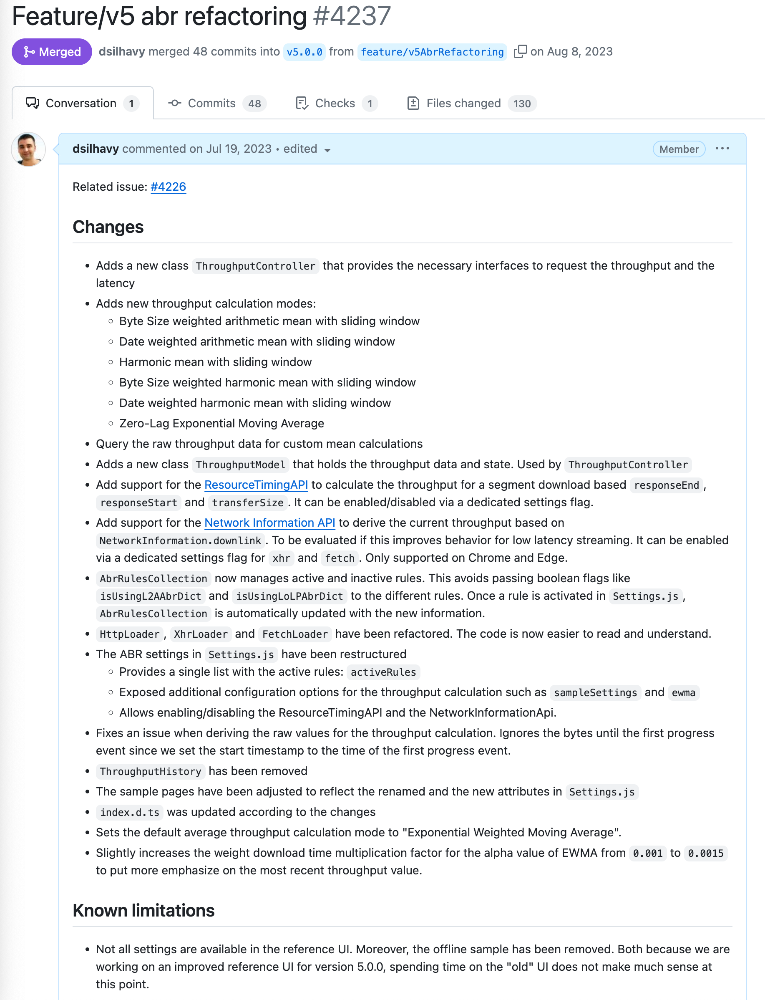 Feature/v5 abr refactoring #4237
Merged dsilhavy merged 48 commits into v5.0.0 from feature/v5AbrRefactoring on Aug 8, 2023
Conversation 1 Commits 48 Checks 1 Files changed 130
dsilhavy commented on Jul 19, 2023 • edited Member
Related issue: #4226
Changes
• Adds a new class ThroughputController that provides the necessary interfaces to request the throughput and the
latency
• Adds new throughput calculation modes:
◦ Byte Size weighted arithmetic mean with sliding window
◦ Date weighted arithmetic mean with sliding window
◦ Harmonic mean with sliding window
◦ Byte Size weighted harmonic mean with sliding window
◦ Date weighted harmonic mean with sliding window
◦ Zero-Lag Exponential Moving Average
• Query the raw throughput data for custom mean calculations
• Adds a new class ThroughputModel that holds the throughput data and state. Used by ThroughputController
• Add support for the ResourceTimingAPI to calculate the throughput for a segment download based responseEnd ,
responseStart and transferSize . It can be enabled/disabled via a dedicated settings flag.
• Add support for the Network Information API to derive the current throughput based on
NetworkInformation.downlink . To be evaluated if this improves behavior for low latency streaming. It can be enabled
via a dedicated settings flag for xhr and fetch . Only supported on Chrome and Edge.
• AbrRulesCollection now manages active and inactive rules. This avoids passing boolean flags like
isUsingL2AAbrDict and isUsingLoLPAbrDict to the different rules. Once a rule is activated in Settings.js ,
AbrRulesCollection is automatically updated with the new information.
• HttpLoader , XhrLoader and FetchLoader have been refactored. The code is now easier to read and understand.
• The ABR settings in Settings.js have been restructured
◦ Provides a single list with the active rules: activeRules
◦ Exposed additional configuration options for the throughput calculation such as sampleSettings and ewma
◦ Allows enabling/disabling the ResourceTimingAPI and the NetworkInformationApi.
• Fixes an issue when deriving the raw values for the throughput calculation. Ignores the bytes until the first progress
event since we set the start timestamp to the time of the first progress event.
• ThroughputHistory has been removed
• The sample pages have been adjusted to reflect the renamed and the new attributes in Settings.js
• index.d.ts was updated according to the changes
• Sets the default average throughput calculation mode to "Exponential Weighted Moving Average".
• Slightly increases the weight download time multiplication factor for the alpha value of EWMA from 0.001 to 0.0015
to put more emphasize on the most recent throughput value.
Known limitations
• Not all settings are available in the reference UI. Moreover, the offline sample has been removed. Both because we are
working on an improved reference UI for version 5.0.0, spending time on the "old" UI does not make much sense at
this point.